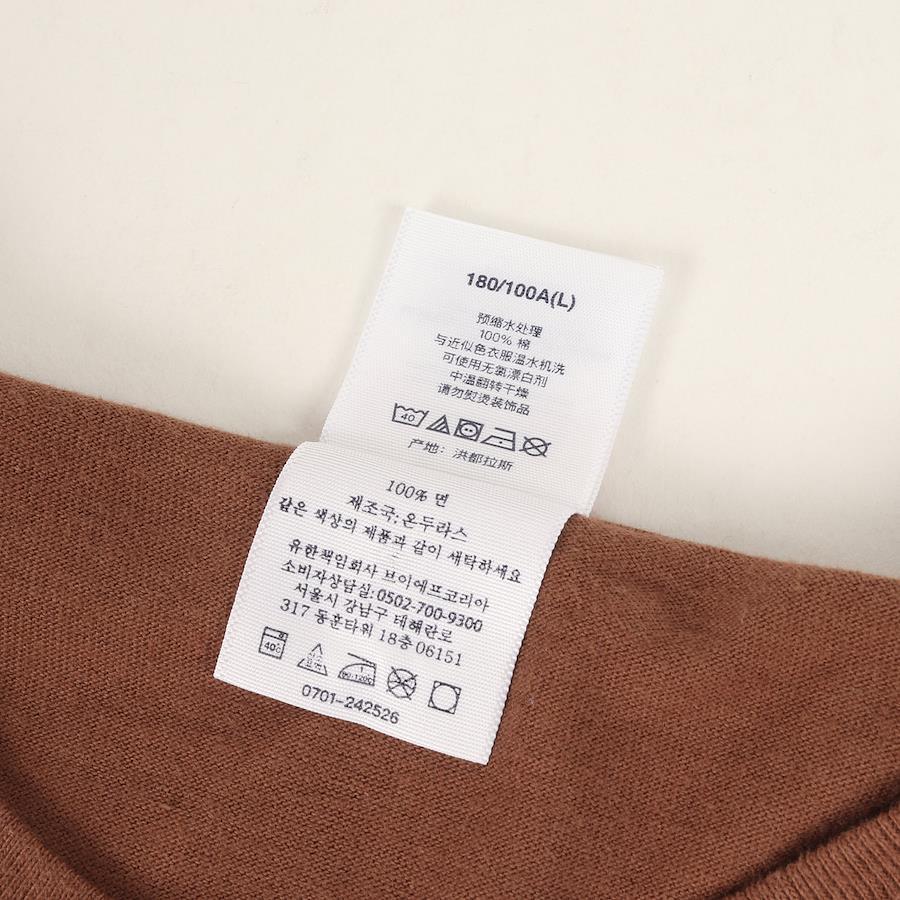 180/100A(L)
预缩水处理
100% 棉
与近似色衣服温水机洗
可使用无氯漂白剂
中温翻转干燥
请勿熨烫装饰品
40
产地：洪都拉斯
100% 면
제조국; 온두라스
같은 색상의 제품과 같이 세탁하세요
유한책임회사 브이에프코리아
소비자상담실: 0502-700-9300
서울시 강남구 테해란로
317 동훈타워 18층 06151
40
0701-242526